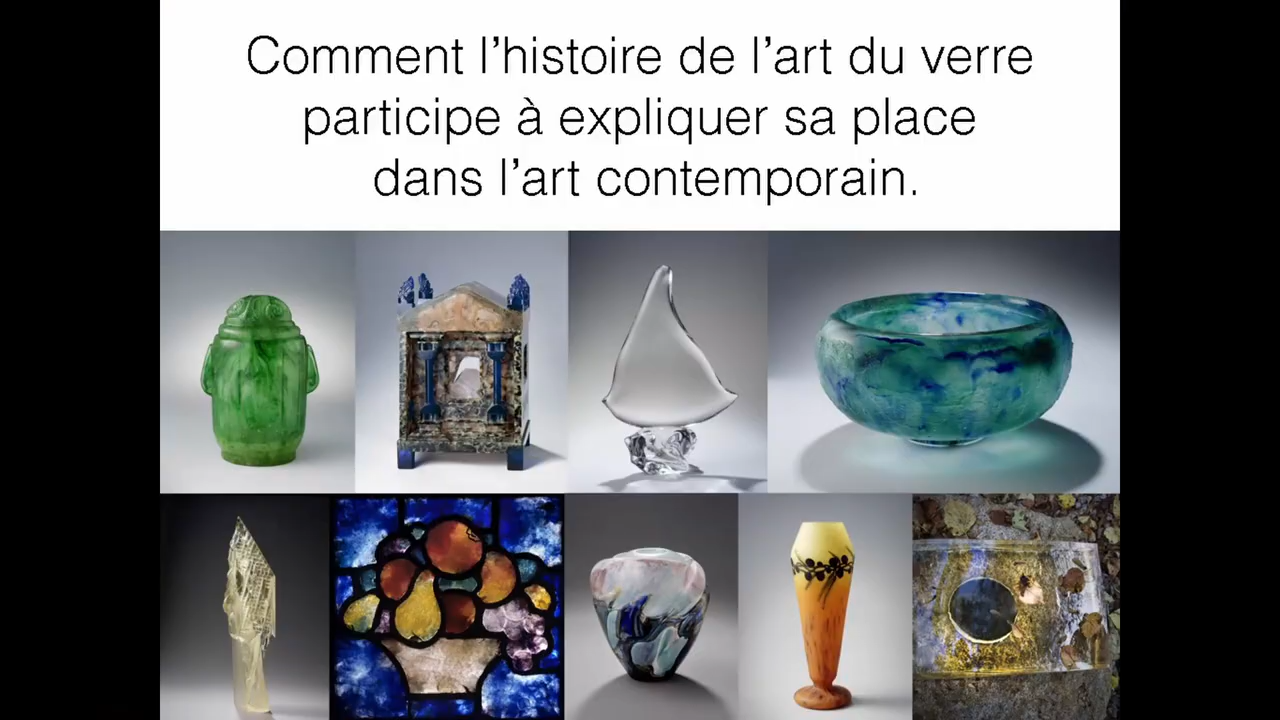 Comment l’histoire de l’art du verre
participe à expliquer sa place
dans l’art contemporain.